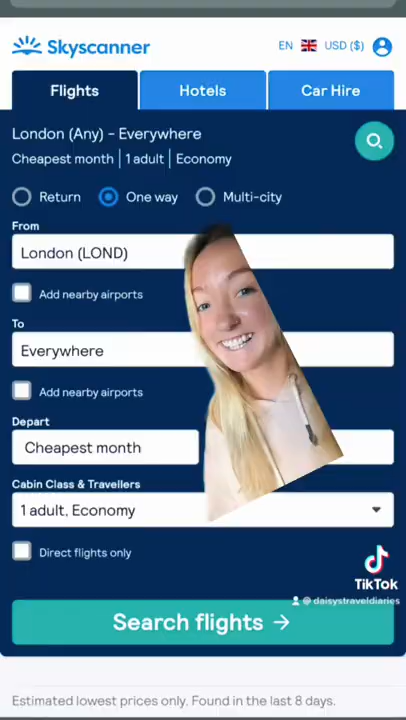 Skyscanner
EN USD ($)
Flights Hotels Car Hire
London (Any) – Everywhere
Cheapest month | 1 adult | Economy
Return One way Multi-city
From
London (LOND)
Add nearby airports
To
Everywhere
Add nearby airports
Depart
Cheapest month
Cabin Class & Travellers
1 adult, Economy
Direct flights only
TikTok
@daisystraveldiaries
Search flights →
Estimated lowest prices only. Found in the last 8 days.